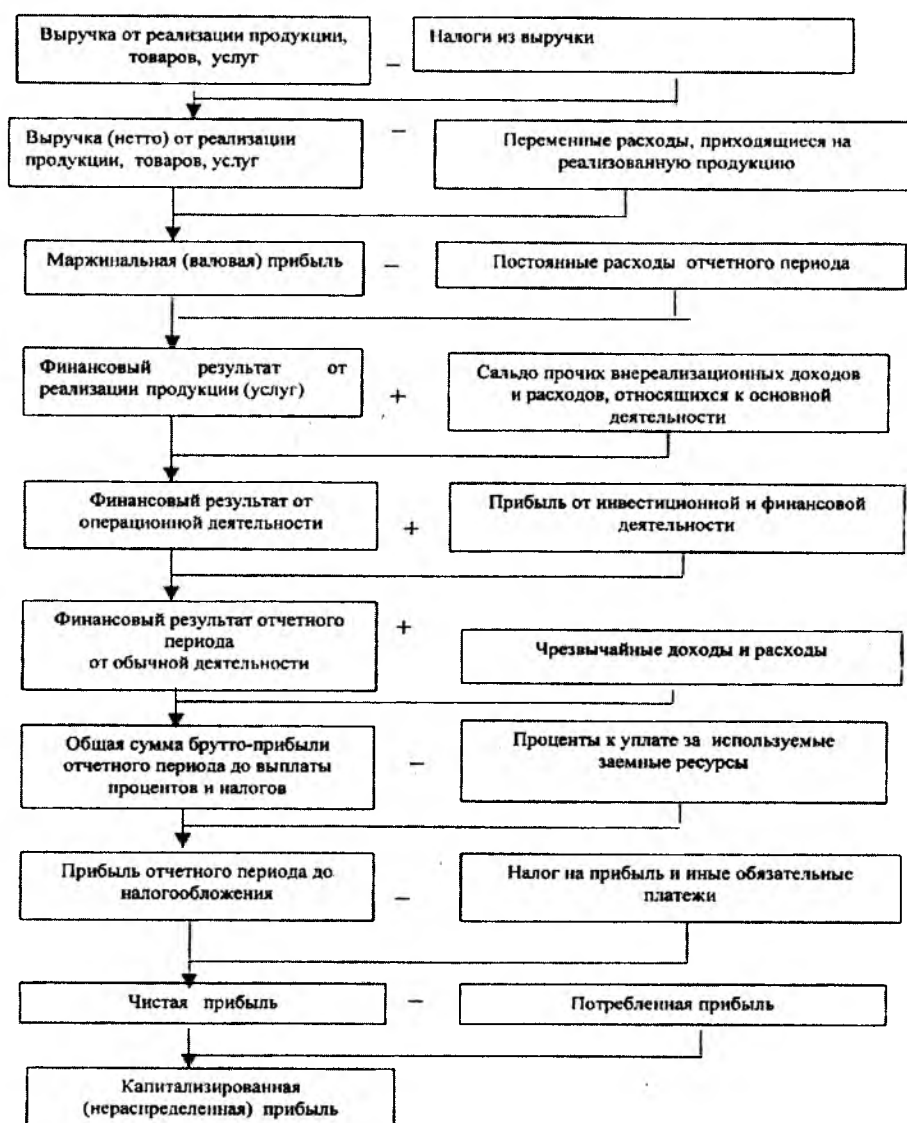 Выручка от реализации продукции,
товаров, услуг
–
Налоги из выручки
Выручка (нетто) от реализации
продукции, товаров, услуг
–
Переменные расходы, приходящиеся на
реализованную продукцию
Маржинальная (валовая) прибыль
–
Постоянные расходы отчетного периода
Финансовый результат от
реализации продукции (услуг)
+
Сальдо прочих внереализационных доходов
и расходов, относящихся к основной
деятельности
Финансовый результат от
операционной деятельности
+
Прибыль от инвестиционной и финансовой
деятельности
Финансовый результат отчетного
периода
от обычной деятельности
+
Чрезвычайные доходы и расходы
Общая сумма брутто-прибыли
отчетного периода до выплаты
процентов и налогов
–
Проценты к уплате за используемые
заемные ресурсы
Прибыль отчетного периода до
налогообложения
–
Налог на прибыль и иные обязательные
платежи
Чистая прибыль
–
Потребленная прибыль
Капитализированная
(нераспределенная) прибыль